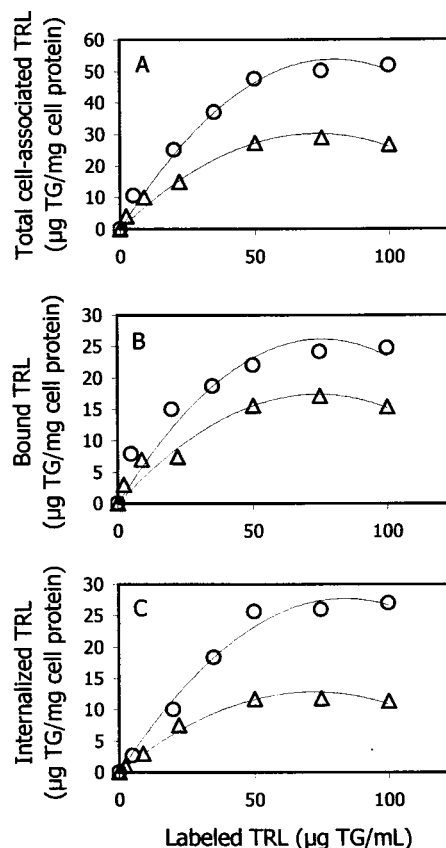 A
Total cell-associated TRL
(µg TG/mg cell protein)
60
50
40
30
20
10
0
0 50 100
B
Bound TRL
(µg TG/mg cell protein)
30
25
20
15
10
5
0
0 50 100
C
Internalized TRL
(µg TG/mg cell protein)
30
25
20
15
10
5
0
0 50 100
Labeled TRL (µg TG/mL)